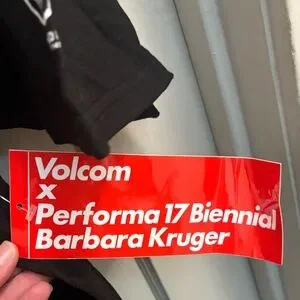 Volcom
x
Performa 17 Biennial
Barbara Kruger